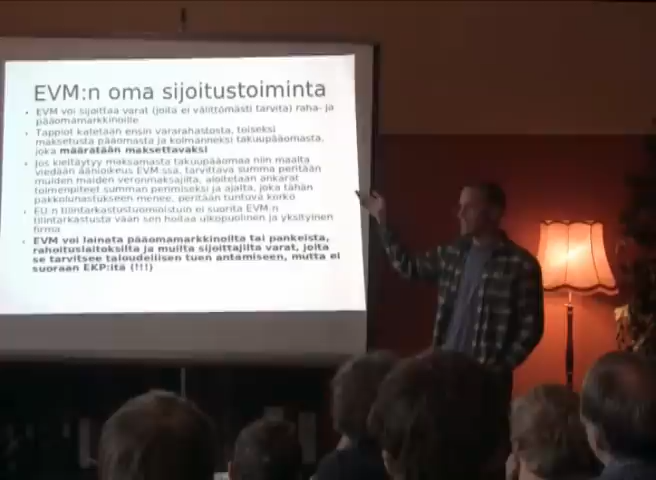 EVM:n oma sijoitustoiminta
EVM voi sijoittaa varat (joita ei välittömästi tarvita) raha- ja
pääomamarkkinoille
Tappiot katetaan ensin vararahastosta, toiseksi
maksetusta pääomasta ja kolmanneksi takuupääomasta,
joka määrätään maksettavaksi
Jos kieltäytyy maksamasta takuupääomaa niin maalta
viedään äänioikeus EVM:ssä, tarvittava summa peritään
muiden maiden veronmaksajilta, aloitetaan ankarat
toimenpiteet summan perimiseksi ja ajalta, joka tähän
pakkolunastukseen menee, peritään tuntuva korko
EU:n tilintarkastustuomioistuin ei suorita EVM:n
tilintarkastusta vaan sen hoitaa ulkopuolinen ja yksityinen
firma
EVM voi lainata pääomamarkkinoilta tai pankeista,
rahoituslaitoksilta ja muilta sijoittajilta varat, joita
se tarvitsee taloudellisen tuen antamiseen, mutta ei
suoraan EKP:ltä (!!!)